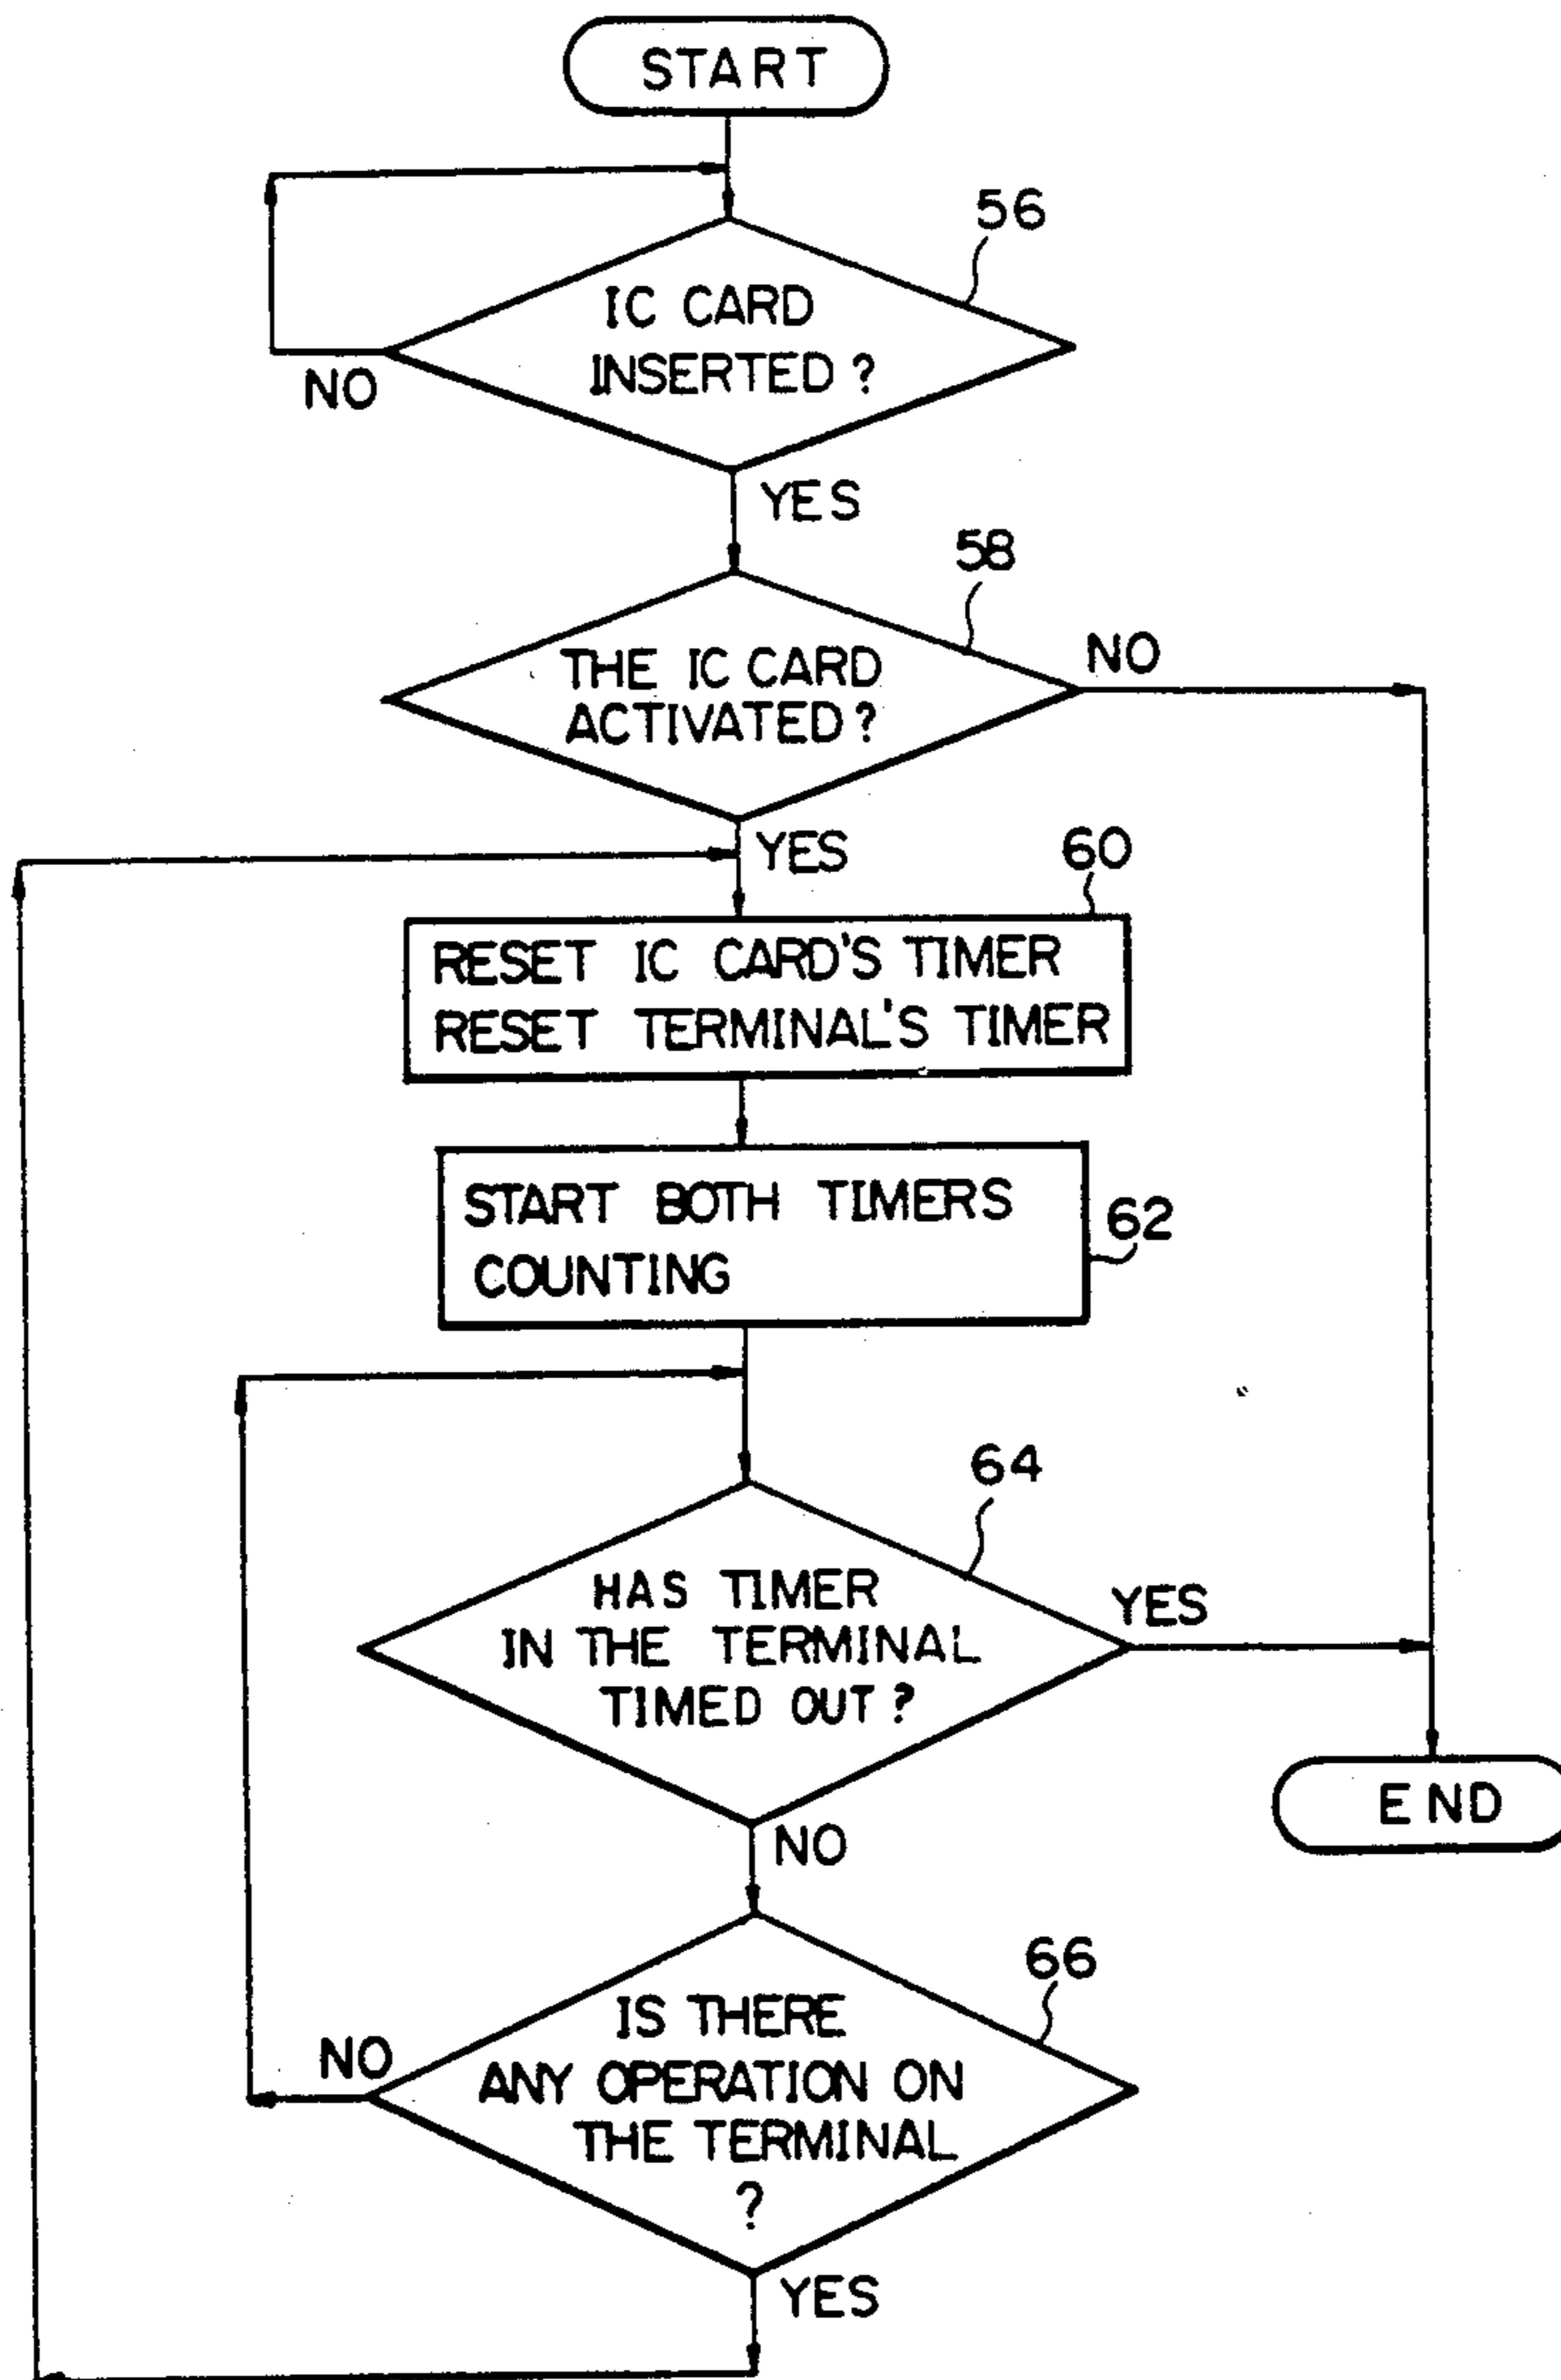 START
56
IC CARD
INSERTED ?
NO
YES
58
THE IC CARD
ACTIVATED ?
NO
YES
60
RESET IC CARD'S TIMER
RESET TERMINAL'S TIMER
START BOTH TIMERS
COUNTING
62
64
HAS TIMER
IN THE TERMINAL
TIMED OUT ?
YES
END
NO
66
IS THERE
ANY OPERATION ON
THE TERMINAL
?
NO
YES